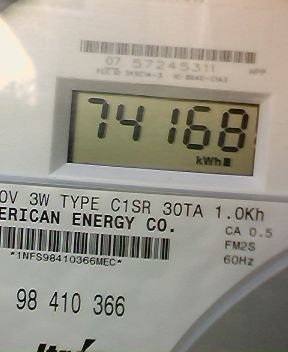 07 57245311
74168
kWh
0V 3W TYPE C1SR 30TA 1.0Kh
ERICAN ENERGY CO.
CA 0.5
FM2S
*1NFS98410366MEC*
60Hz
98 410 366